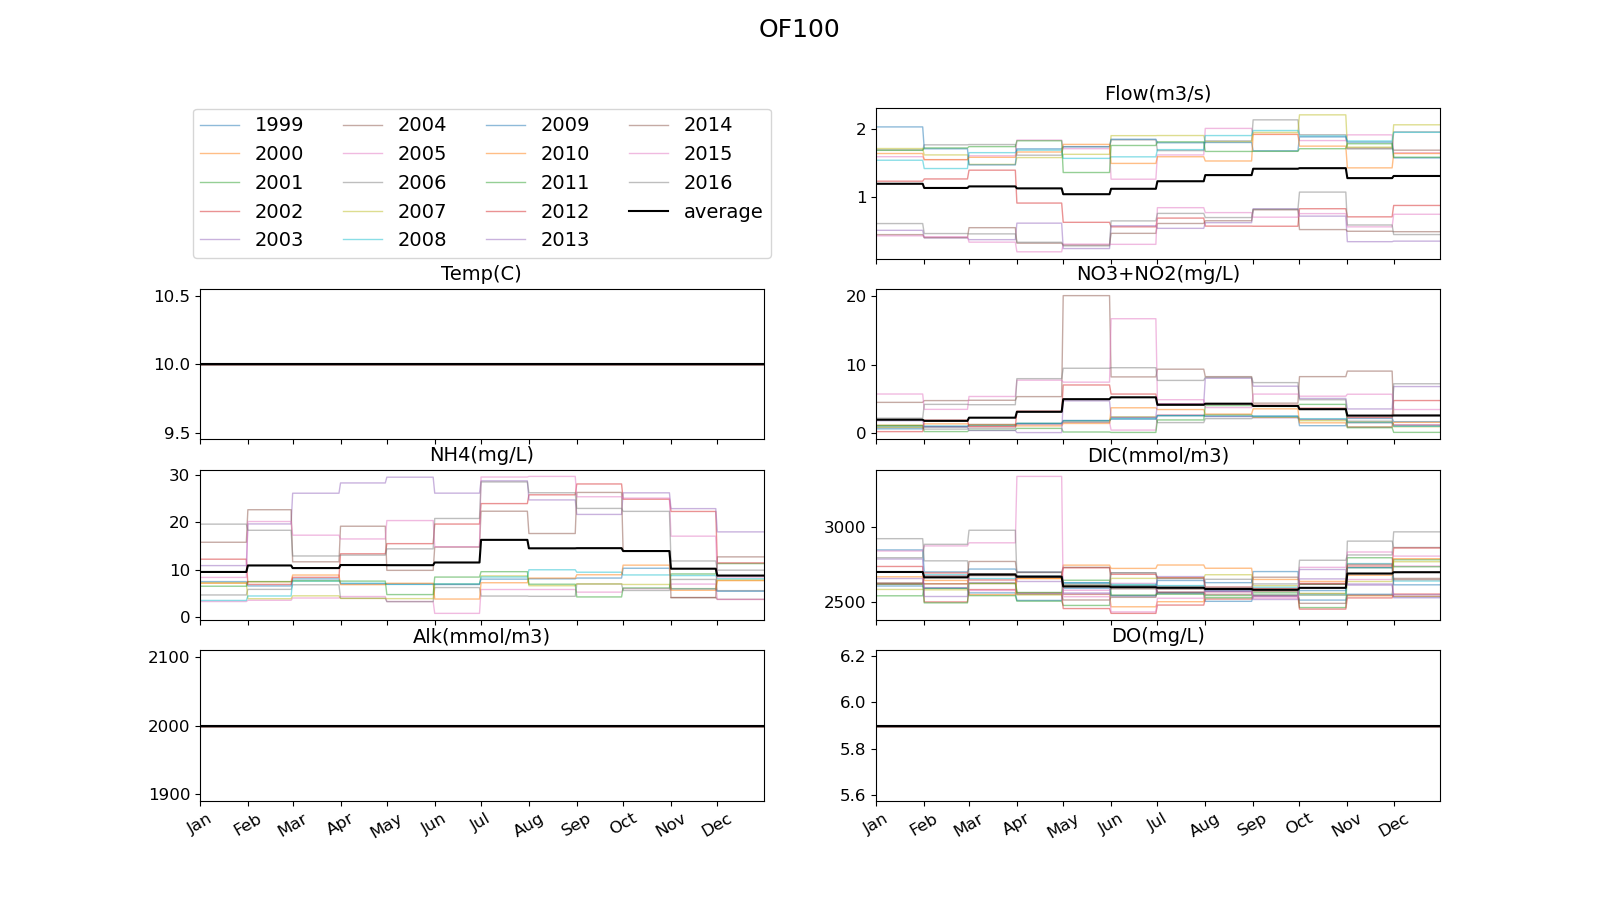 OF100
1999 2004 2009 2014
2000 2005 2010 2015
2001 2006 2011 2016
2002 2007 2012 average
2003 2008 2013
Flow(m3/s)
2
1
Temp(C)
10.5
10.0
9.5
NO3+NO2(mg/L)
20
10
0
NH4(mg/L)
30
20
10
0
DIC(mmol/m3)
3000
2500
Alk(mmol/m3)
2100
2000
1900
Jan Feb Mar Apr May Jun Jul Aug Sep Oct Nov Dec
DO(mg/L)
6.2
6.0
5.8
5.6
Jan Feb Mar Apr May Jun Jul Aug Sep Oct Nov Dec